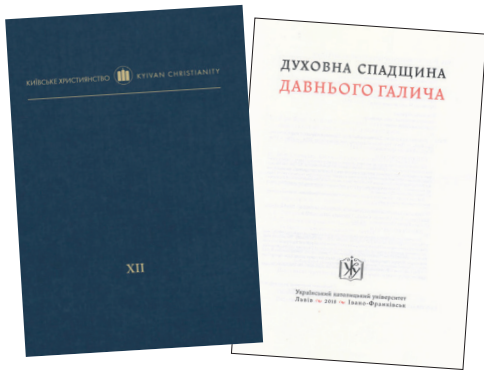 КИЇВСЬКЕ ХРИСТИЯНСТВО KYIVAN CHRISTIANITY
XII
ДУХОВНА СПАДЩИНА
ДАВНЬОГО ГАЛИЧА
Український католицький університет
Львів 2018 Івано-Франківськ